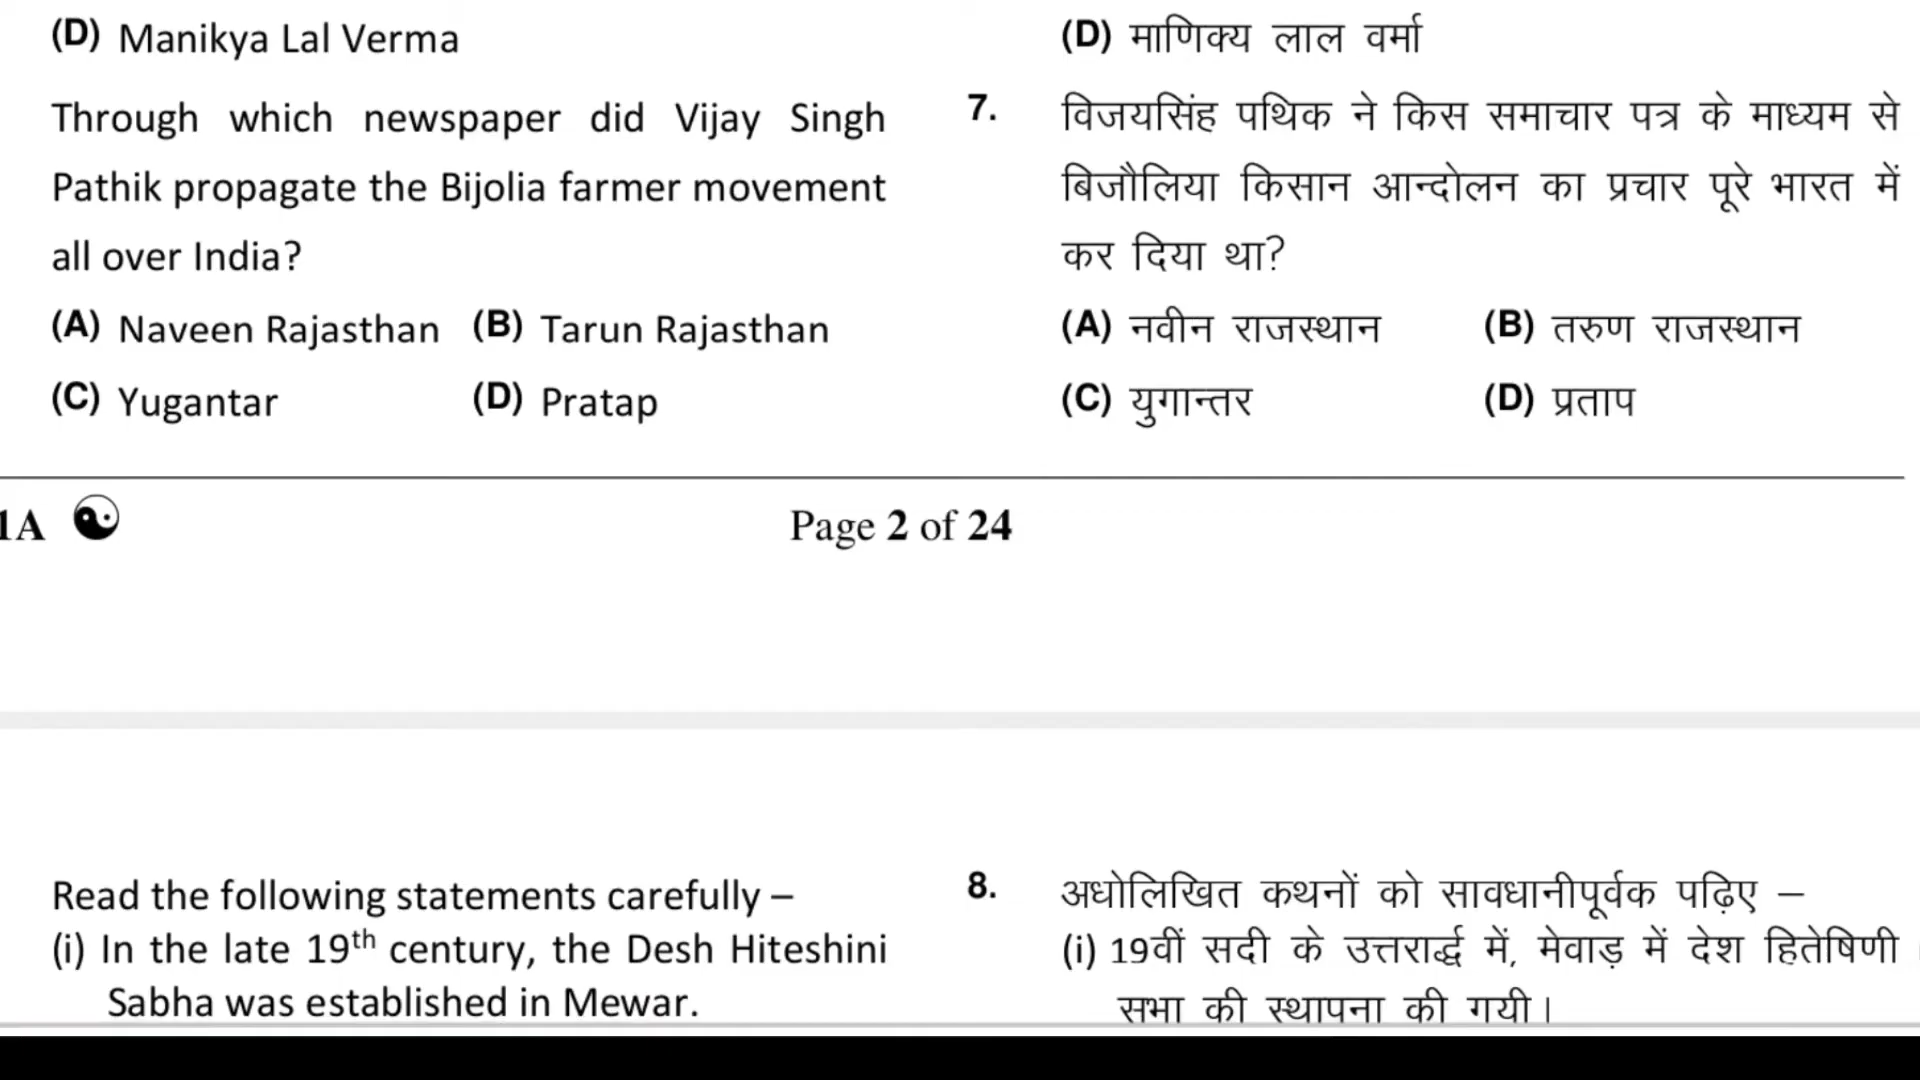 (D) Manikya Lal Verma
Through which newspaper did Vijay Singh
Pathik propagate the Bijolia farmer movement
all over India?
(A) Naveen Rajasthan (B) Tarun Rajasthan
(C) Yugantar (D) Pratap
(D) माणिक्य लाल वर्मा
7. विजयसिंह पथिक ने किस समाचार पत्र के माध्यम से
बिजौलिया किसान आन्दोलन का प्रचार पूरे भारत में
कर दिया था?
(A) नवीन राजस्थान (B) तरुण राजस्थान
(C) युगान्तर (D) प्रताप
1A Page 2 of 24
Read the following statements carefully –
(i) In the late 19th century, the Desh Hiteshini
Sabha was established in Mewar.
8. अधोलिखित कथनों को सावधानीपूर्वक पढ़िए –
(i) 19वीं सदी के उत्तरार्द्ध में, मेवाड़ में देश हितेषिणी
सभा की स्थापना की गयी।